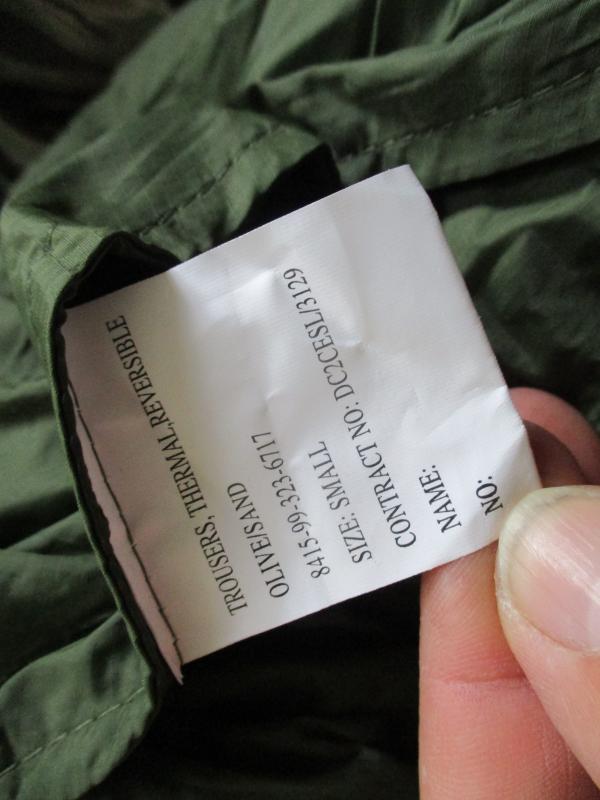 TROUSERS, THERMAL,REVERSIBLE
OLIVE/SAND
8415-99-323-6717
SIZE: SMALL
CONTRACT NO: DC2CESL/3129
NAME:
NO: